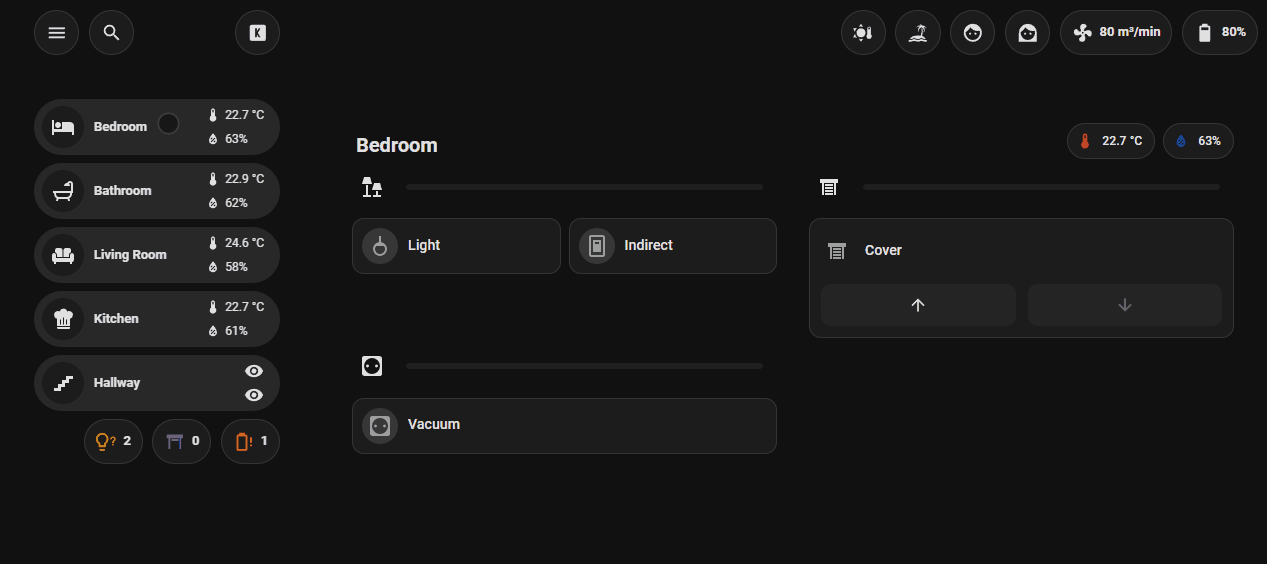 K
80 m³/min
80%
Bedroom
22.7 °C
63%
Bathroom
22.9 °C
62%
Living Room
24.6 °C
58%
Kitchen
22.7 °C
61%
Hallway
? 2
0
! 1
Bedroom
22.7 °C
63%
Light
Indirect
Cover
Vacuum